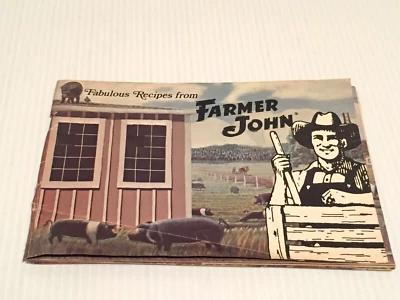 Fabulous Recipes from
FARMER
JOHN